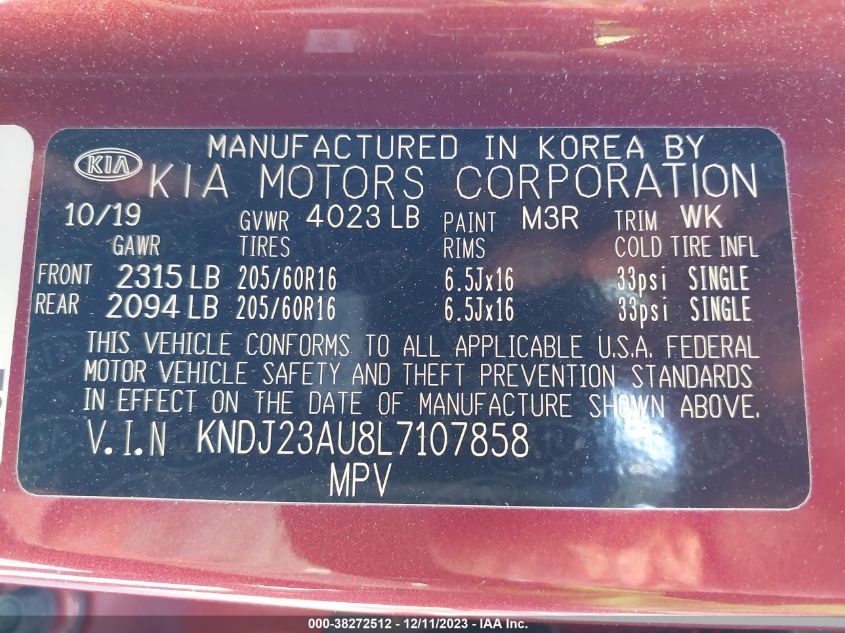 KIA
MANUFACTURED IN KOREA BY
KIA MOTORS CORPORATION
10/19 GVWR 4023 LB PAINT M3R TRIM WK
GAWR TIRES RIMS COLD TIRE INFL
FRONT 2315 LB 205/60R16 6.5Jx16 33psi SINGLE
REAR 2094 LB 205/60R16 6.5Jx16 33psi SINGLE
THIS VEHICLE CONFORMS TO ALL APPLICABLE U.S.A. FEDERAL
MOTOR VEHICLE SAFETY AND THEFT PREVENTION STANDARDS
IN EFFECT ON THE DATE OF MANUFACTURE SHOWN ABOVE.
V.I.N KNDJ23AU8L7107858
MPV
000-38272512 - 12/11/2023 - IAA Inc.